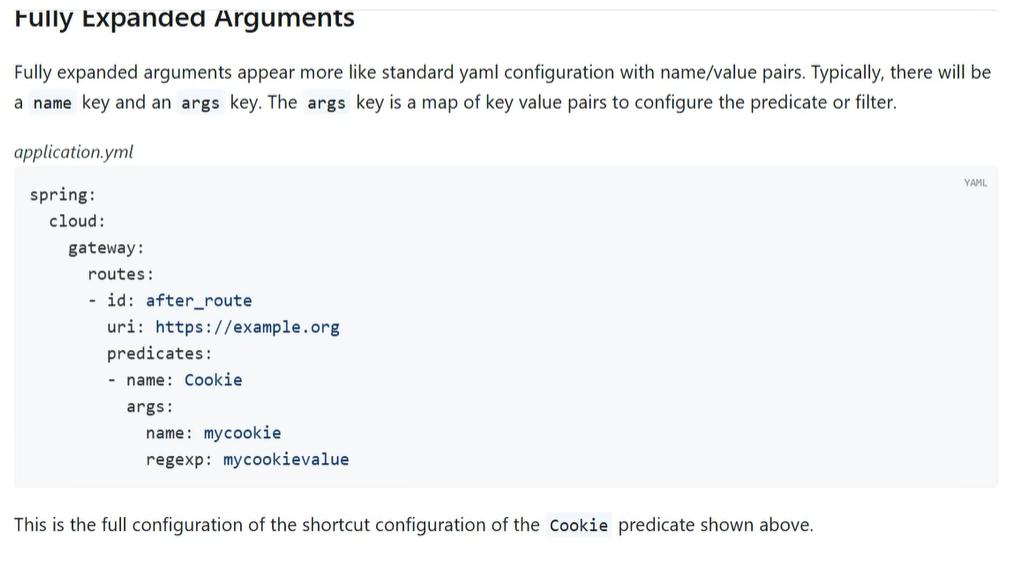 Fully Expanded Arguments
Fully expanded arguments appear more like standard yaml configuration with name/value pairs. Typically, there will be
a name key and an args key. The args key is a map of key value pairs to configure the predicate or filter.
application.yml
YAML
spring:
  cloud:
    gateway:
      routes:
      - id: after_route
        uri: https://example.org
        predicates:
        - name: Cookie
          args:
            name: mycookie
            regexp: mycookievalue
This is the full configuration of the shortcut configuration of the Cookie predicate shown above.